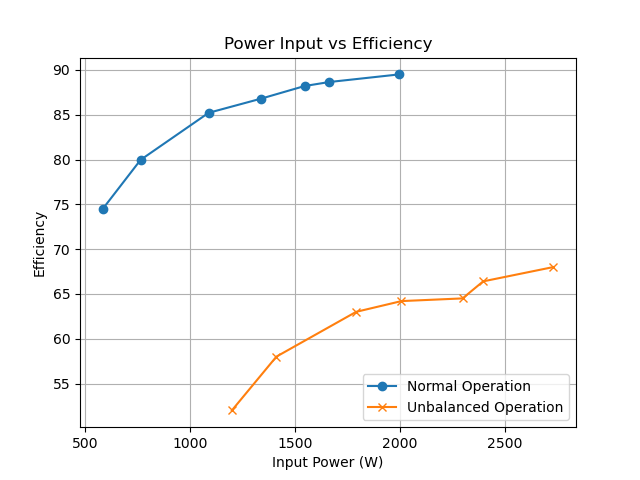 Power Input vs Efficiency
90
85
80
75
70
65
60
55
Efficiency
500
1000
1500
2000
2500
Input Power (W)
Normal Operation
Unbalanced Operation